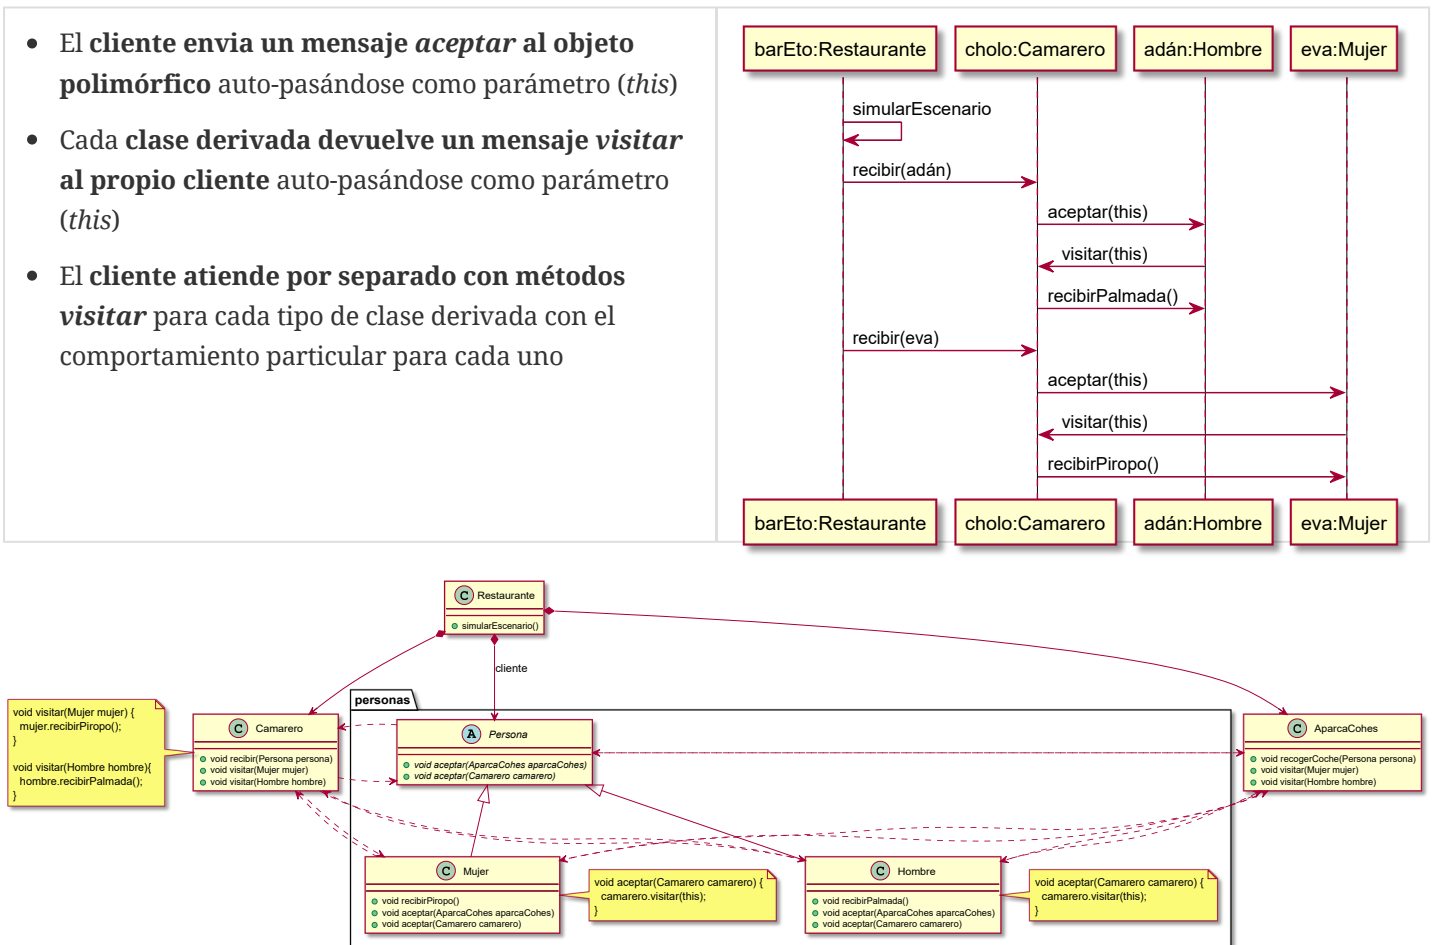 El cliente envia un mensaje aceptar al objeto
polimórfico auto-pasándose como parámetro (this)
Cada clase derivada devuelve un mensaje visitar
al propio cliente auto-pasándose como parámetro
(this)
El cliente atiende por separado con métodos
visitar para cada tipo de clase derivada con el
comportamiento particular para cada uno
barEto:Restaurante
cholo:Camarero
adán:Hombre
eva:Mujer
simularEscenario
recibir(adán)
aceptar(this)
visitar(this)
recibirPalmada()
recibir(eva)
aceptar(this)
visitar(this)
recibirPiropo()
barEto:Restaurante
cholo:Camarero
adán:Hombre
eva:Mujer
C Restaurante
simularEscenario()
cliente
personas
void visitar(Mujer mujer) {
mujer.recibirPiropo();
}
void visitar(Hombre hombre){
hombre.recibirPalmada();
}
C Camarero
void recibir(Persona persona)
void visitar(Mujer mujer)
void visitar(Hombre hombre)
A Persona
void aceptar(AparcaCohes aparcaCohes)
void aceptar(Camarero camarero)
C AparcaCohes
void recogerCoche(Persona persona)
void visitar(Mujer mujer)
void visitar(Hombre hombre)
C Mujer
void recibirPiropo()
void aceptar(AparcaCohes aparcaCohes)
void aceptar(Camarero camarero)
void aceptar(Camarero camarero) {
camarero.visitar(this);
}
C Hombre
void recibirPalmada()
void aceptar(AparcaCohes aparcaCohes)
void aceptar(Camarero camarero)
void aceptar(Camarero camarero) {
camarero.visitar(this);
}